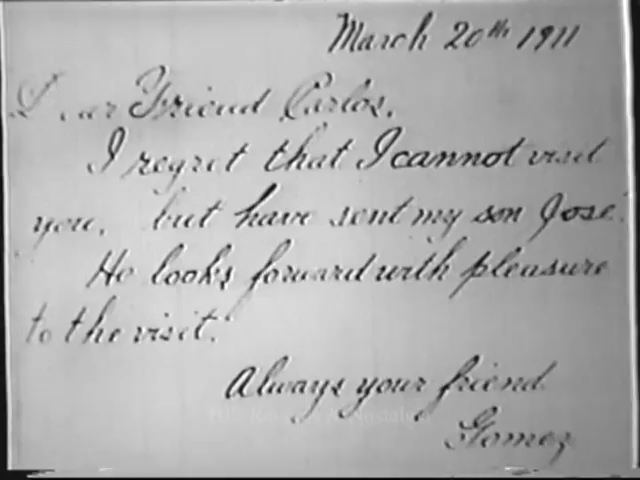 March 20th 1911
Dear Friend Carlos.
I regret that I cannot visit
you, but have sent my son José.
He looks forward with pleasure
to the visit.
Always your friend
Gomez